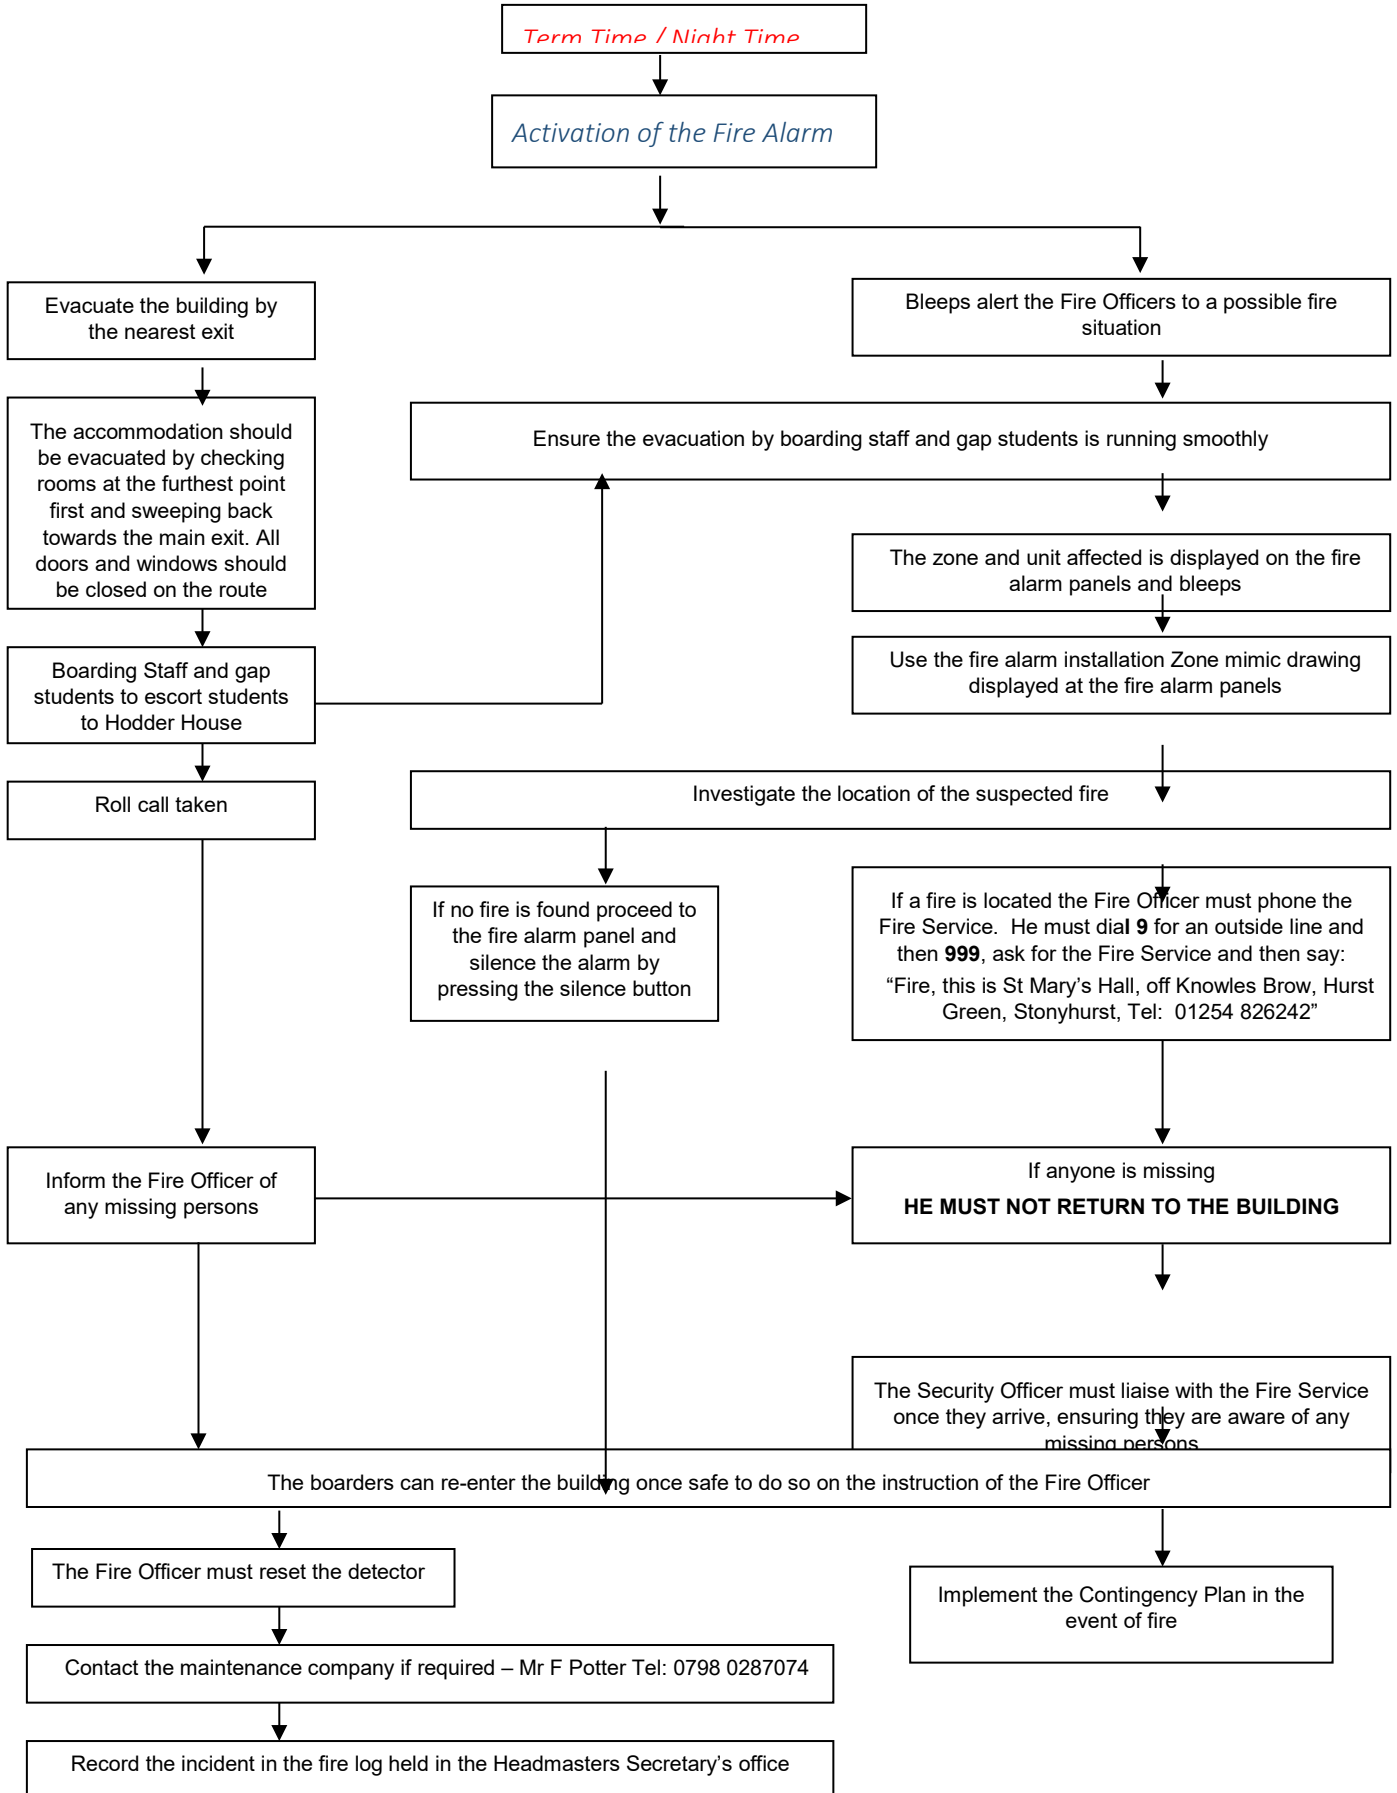 Term Time / Night Time
Activation of the Fire Alarm
Evacuate the building by
the nearest exit
Bleeps alert the Fire Officers to a possible fire
situation
The accommodation should
be evacuated by checking
rooms at the furthest point
first and sweeping back
towards the main exit. All
doors and windows should
be closed on the route
Ensure the evacuation by boarding staff and gap students is running smoothly
The zone and unit affected is displayed on the fire
alarm panels and bleeps
Boarding Staff and gap
students to escort students
to Hodder House
Use the fire alarm installation Zone mimic drawing
displayed at the fire alarm panels
Roll call taken
Investigate the location of the suspected fire
If no fire is found proceed to
the fire alarm panel and
silence the alarm by
pressing the silence button
If a fire is located the Fire Officer must phone the
Fire Service.  He must dial 9 for an outside line and
then 999, ask for the Fire Service and then say:
“Fire, this is St Mary’s Hall, off Knowles Brow, Hurst
Green, Stonyhurst, Tel:  01254 826242”
Inform the Fire Officer of
any missing persons
If anyone is missing
HE MUST NOT RETURN TO THE BUILDING
The Security Officer must liaise with the Fire Service
once they arrive, ensuring they are aware of any
missing persons
The boarders can re-enter the building once safe to do so on the instruction of the Fire Officer
The Fire Officer must reset the detector
Implement the Contingency Plan in the
event of fire
Contact the maintenance company if required – Mr F Potter Tel: 0798 0287074
Record the incident in the fire log held in the Headmasters Secretary’s office